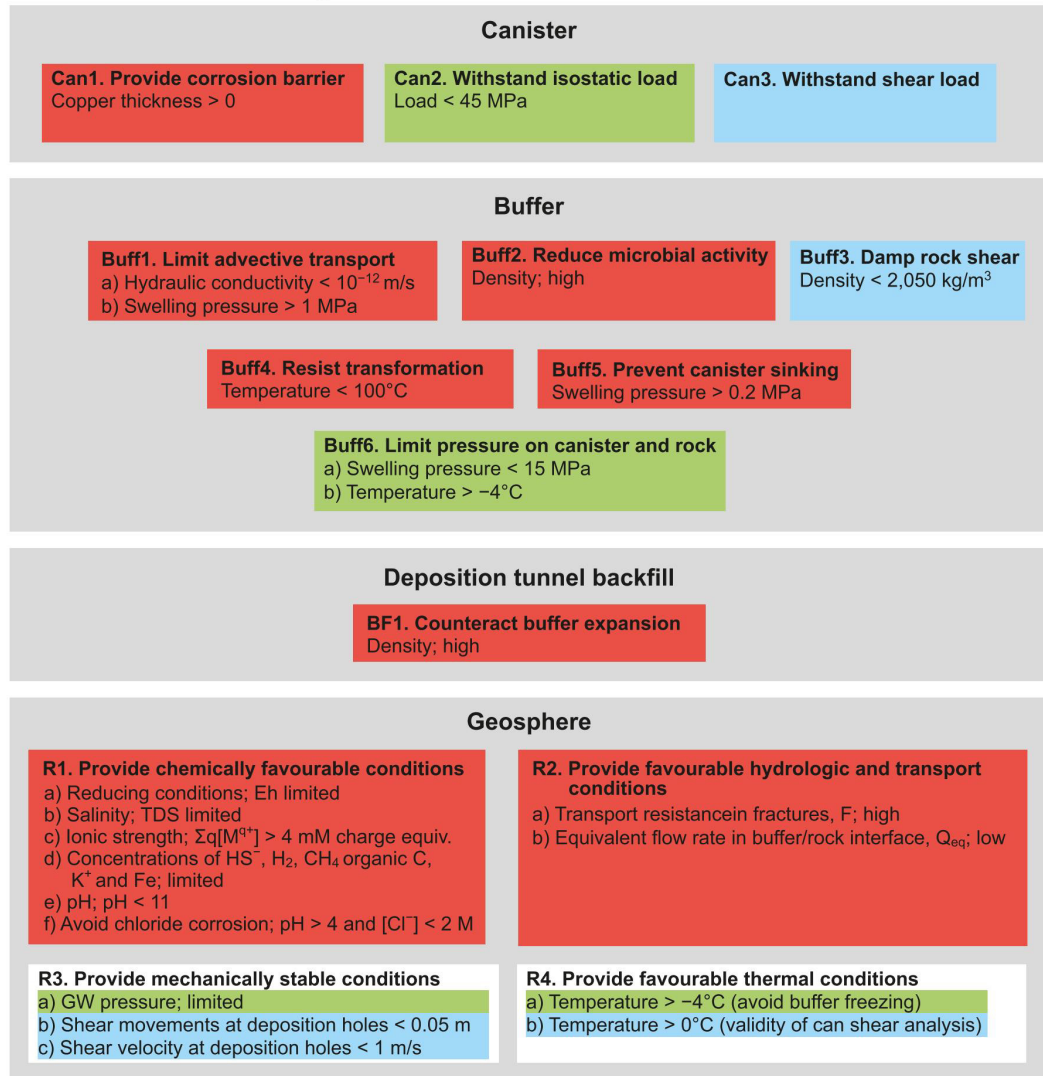 Canister
Can1. Provide corrosion barrier
Copper thickness > 0
Can2. Withstand isostatic load
Load < 45 MPa
Can3. Withstand shear load
Buffer
Buff1. Limit advective transport
a) Hydraulic conductivity < 10⁻¹² m/s
b) Swelling pressure > 1 MPa
Buff2. Reduce microbial activity
Density; high
Buff3. Damp rock shear
Density < 2,050 kg/m³
Buff4. Resist transformation
Temperature < 100°C
Buff5. Prevent canister sinking
Swelling pressure > 0.2 MPa
Buff6. Limit pressure on canister and rock
a) Swelling pressure < 15 MPa
b) Temperature > −4°C
Deposition tunnel backfill
BF1. Counteract buffer expansion
Density; high
Geosphere
R1. Provide chemically favourable conditions
a) Reducing conditions; Eh limited
b) Salinity; TDS limited
c) Ionic strength; Σq[M^q+] > 4 mM charge equiv.
d) Concentrations of HS⁻, H₂, CH₄ organic C,
K⁺ and Fe; limited
e) pH; pH < 11
f) Avoid chloride corrosion; pH > 4 and [Cl⁻] < 2 M
R2. Provide favourable hydrologic and transport
conditions
a) Transport resistancein fractures, F; high
b) Equivalent flow rate in buffer/rock interface, Q_eq; low
R3. Provide mechanically stable conditions
a) GW pressure; limited
b) Shear movements at deposition holes < 0.05 m
c) Shear velocity at deposition holes < 1 m/s
R4. Provide favourable thermal conditions
a) Temperature > −4°C (avoid buffer freezing)
b) Temperature > 0°C (validity of can shear analysis)